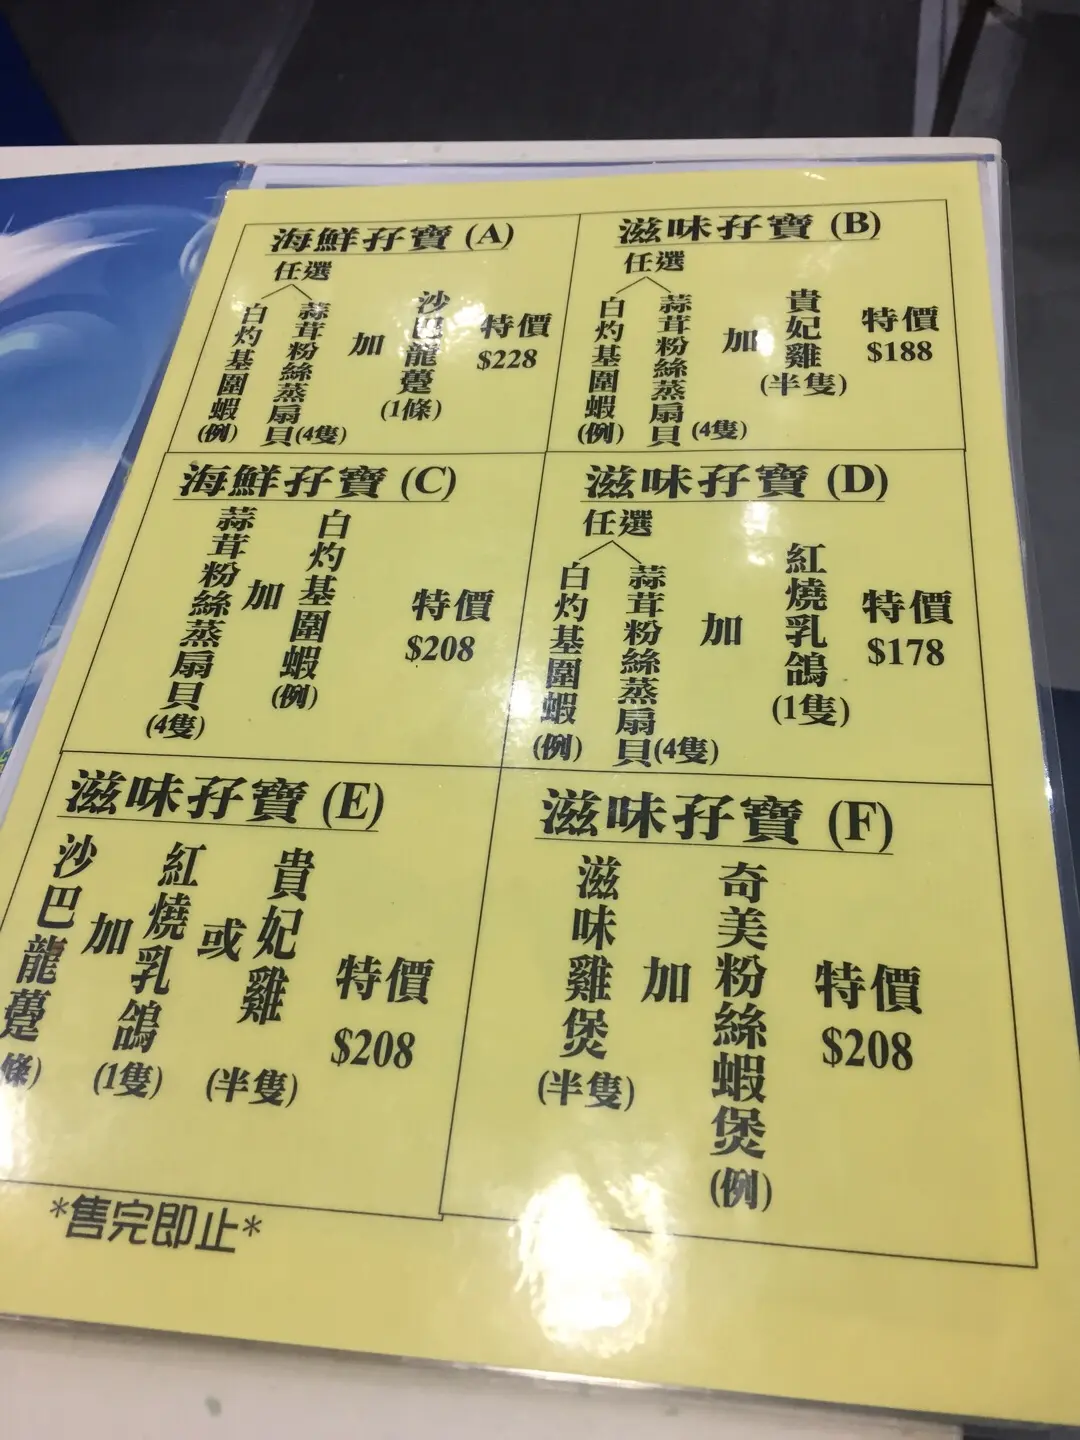 海鮮孖寶 (A)
任選
白灼基圍蝦
(例)
蒜茸粉絲蒸扇貝
(4隻)
加
沙巴龍躉
(1條)
特價
$228
滋味孖寶 (B)
任選
白灼基圍蝦
(例)
蒜茸粉絲蒸扇貝
(4隻)
加
貴妃雞
(半隻)
特價
$188
海鮮孖寶 (C)
蒜茸粉絲蒸扇貝
(4隻)
加
白灼基圍蝦
(例)
特價
$208
滋味孖寶 (D)
任選
白灼基圍蝦
(例)
蒜茸粉絲蒸扇貝
(4隻)
加
紅燒乳鴿
(1隻)
特價
$178
滋味孖寶 (E)
沙巴龍躉
條)
加
紅燒乳鴿
(1隻)
或
貴妃雞
(半隻)
特價
$208
滋味孖寶 (F)
滋味雞煲
(半隻)
加
奇美粉絲蝦煲
(例)
特價
$208
*售完即止*